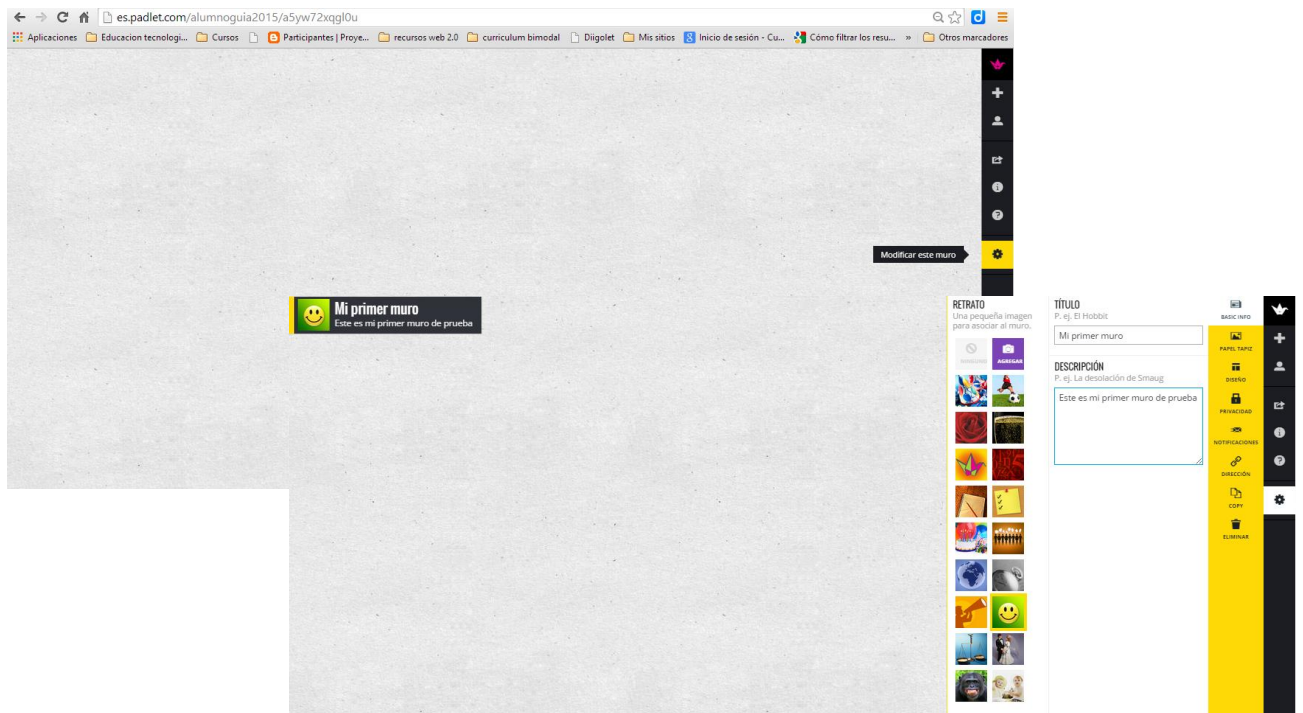 es.padlet.com/alumnoguia2015/a5yw72xqgl0u
Aplicaciones Educacion tecnologi... Cursos Participantes | Proye... recursos web 2.0 curriculum bimodal Diigolet Mis sitios Inicio de sesión - Cu... Cómo filtrar los resu... » Otros marcadores
Modificar este muro
Mi primer muro
Este es mi primer muro de prueba
RETRATO
Una pequeña imagen
para asociar al muro.
AGREGAR
TÍTULO
P. ej. El Hobbit
Mi primer muro
DESCRIPCIÓN
P. ej. La desolación de Smaug
Este es mi primer muro de prueba
BASIC INFO
PAPEL TAPIZ
DISEÑO
PRIVACIDAD
NOTIFICACIONES
DIRECCIÓN
COPY
ELIMINAR